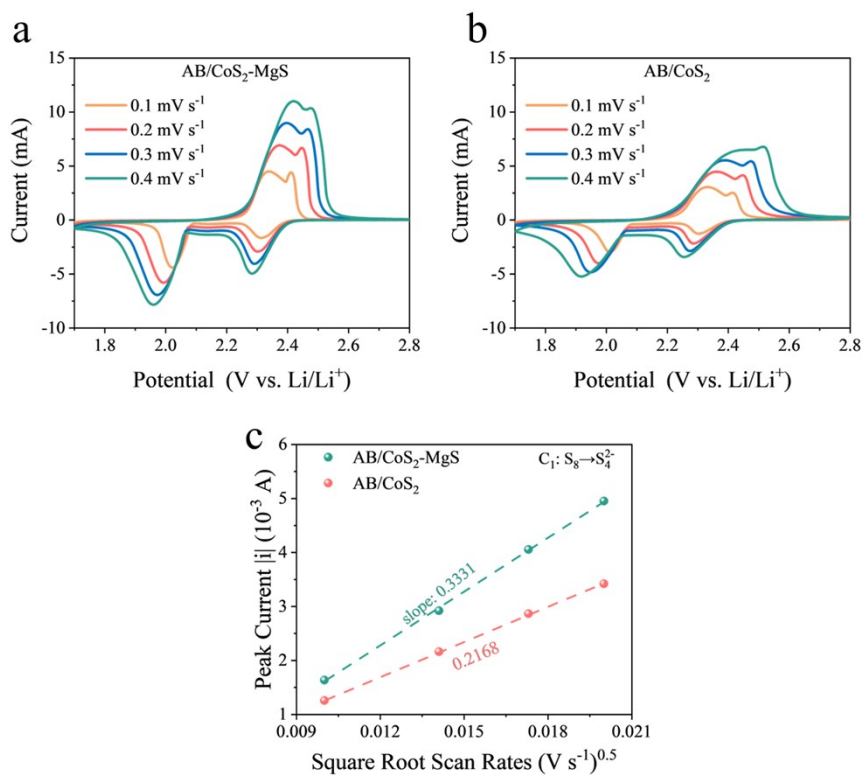 a
AB/CoS₂-MgS
0.1 mV s⁻¹
0.2 mV s⁻¹
0.3 mV s⁻¹
0.4 mV s⁻¹
15
10
5
0
-5
-10
Current (mA)
1.8 2.0 2.2 2.4 2.6 2.8
Potential (V vs. Li/Li⁺)
b
AB/CoS₂
0.1 mV s⁻¹
0.2 mV s⁻¹
0.3 mV s⁻¹
0.4 mV s⁻¹
15
10
5
0
-5
-10
Current (mA)
1.8 2.0 2.2 2.4 2.6 2.8
Potential (V vs. Li/Li⁺)
c
AB/CoS₂-MgS
AB/CoS₂
C₁: S₈→S₄²⁻
6
5
4
3
2
1
Peak Current |i| (10⁻³ A)
slope: 0.3331
0.2168
0.009 0.012 0.015 0.018 0.021
Square Root Scan Rates (V s⁻¹)⁰·⁵